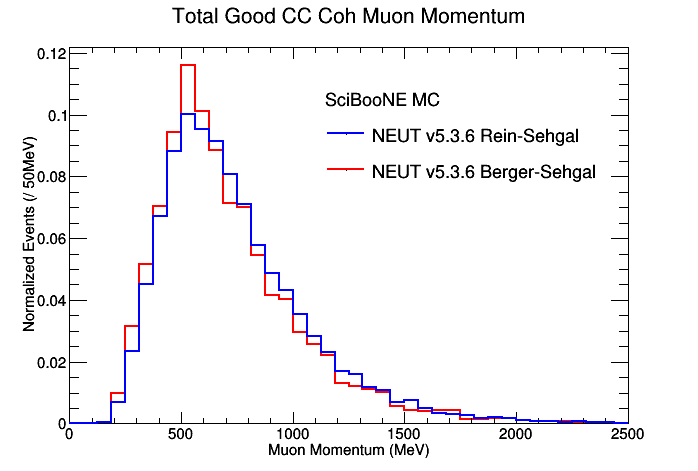 Total Good CC Coh Muon Momentum
0.12
SciBooNE MC
0.1
NEUT v5.3.6 Rein-Sehgal
NEUT v5.3.6 Berger-Sehgal
0.08
0.06
0.04
0.02
0
Normalized Events (/ 50MeV)
0 500 1000 1500 2000 2500
Muon Momentum (MeV)